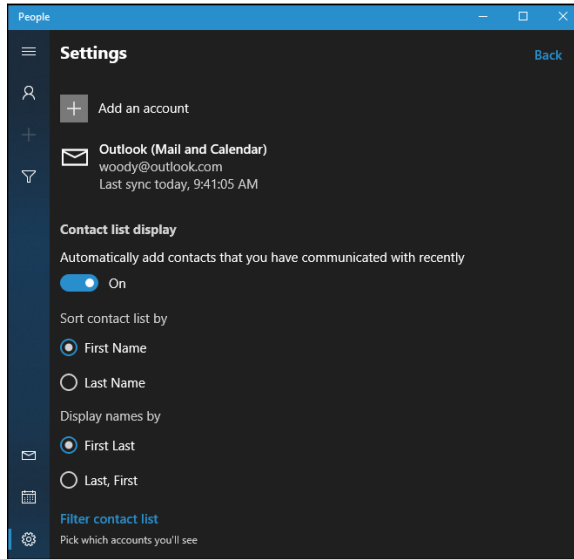 People
Settings
Back
Add an account
Outlook (Mail and Calendar)
woody@outlook.com
Last sync today, 9:41:05 AM
Contact list display
Automatically add contacts that you have communicated with recently
On
Sort contact list by
First Name
Last Name
Display names by
First Last
Last, First
Filter contact list
Pick which accounts you'll see